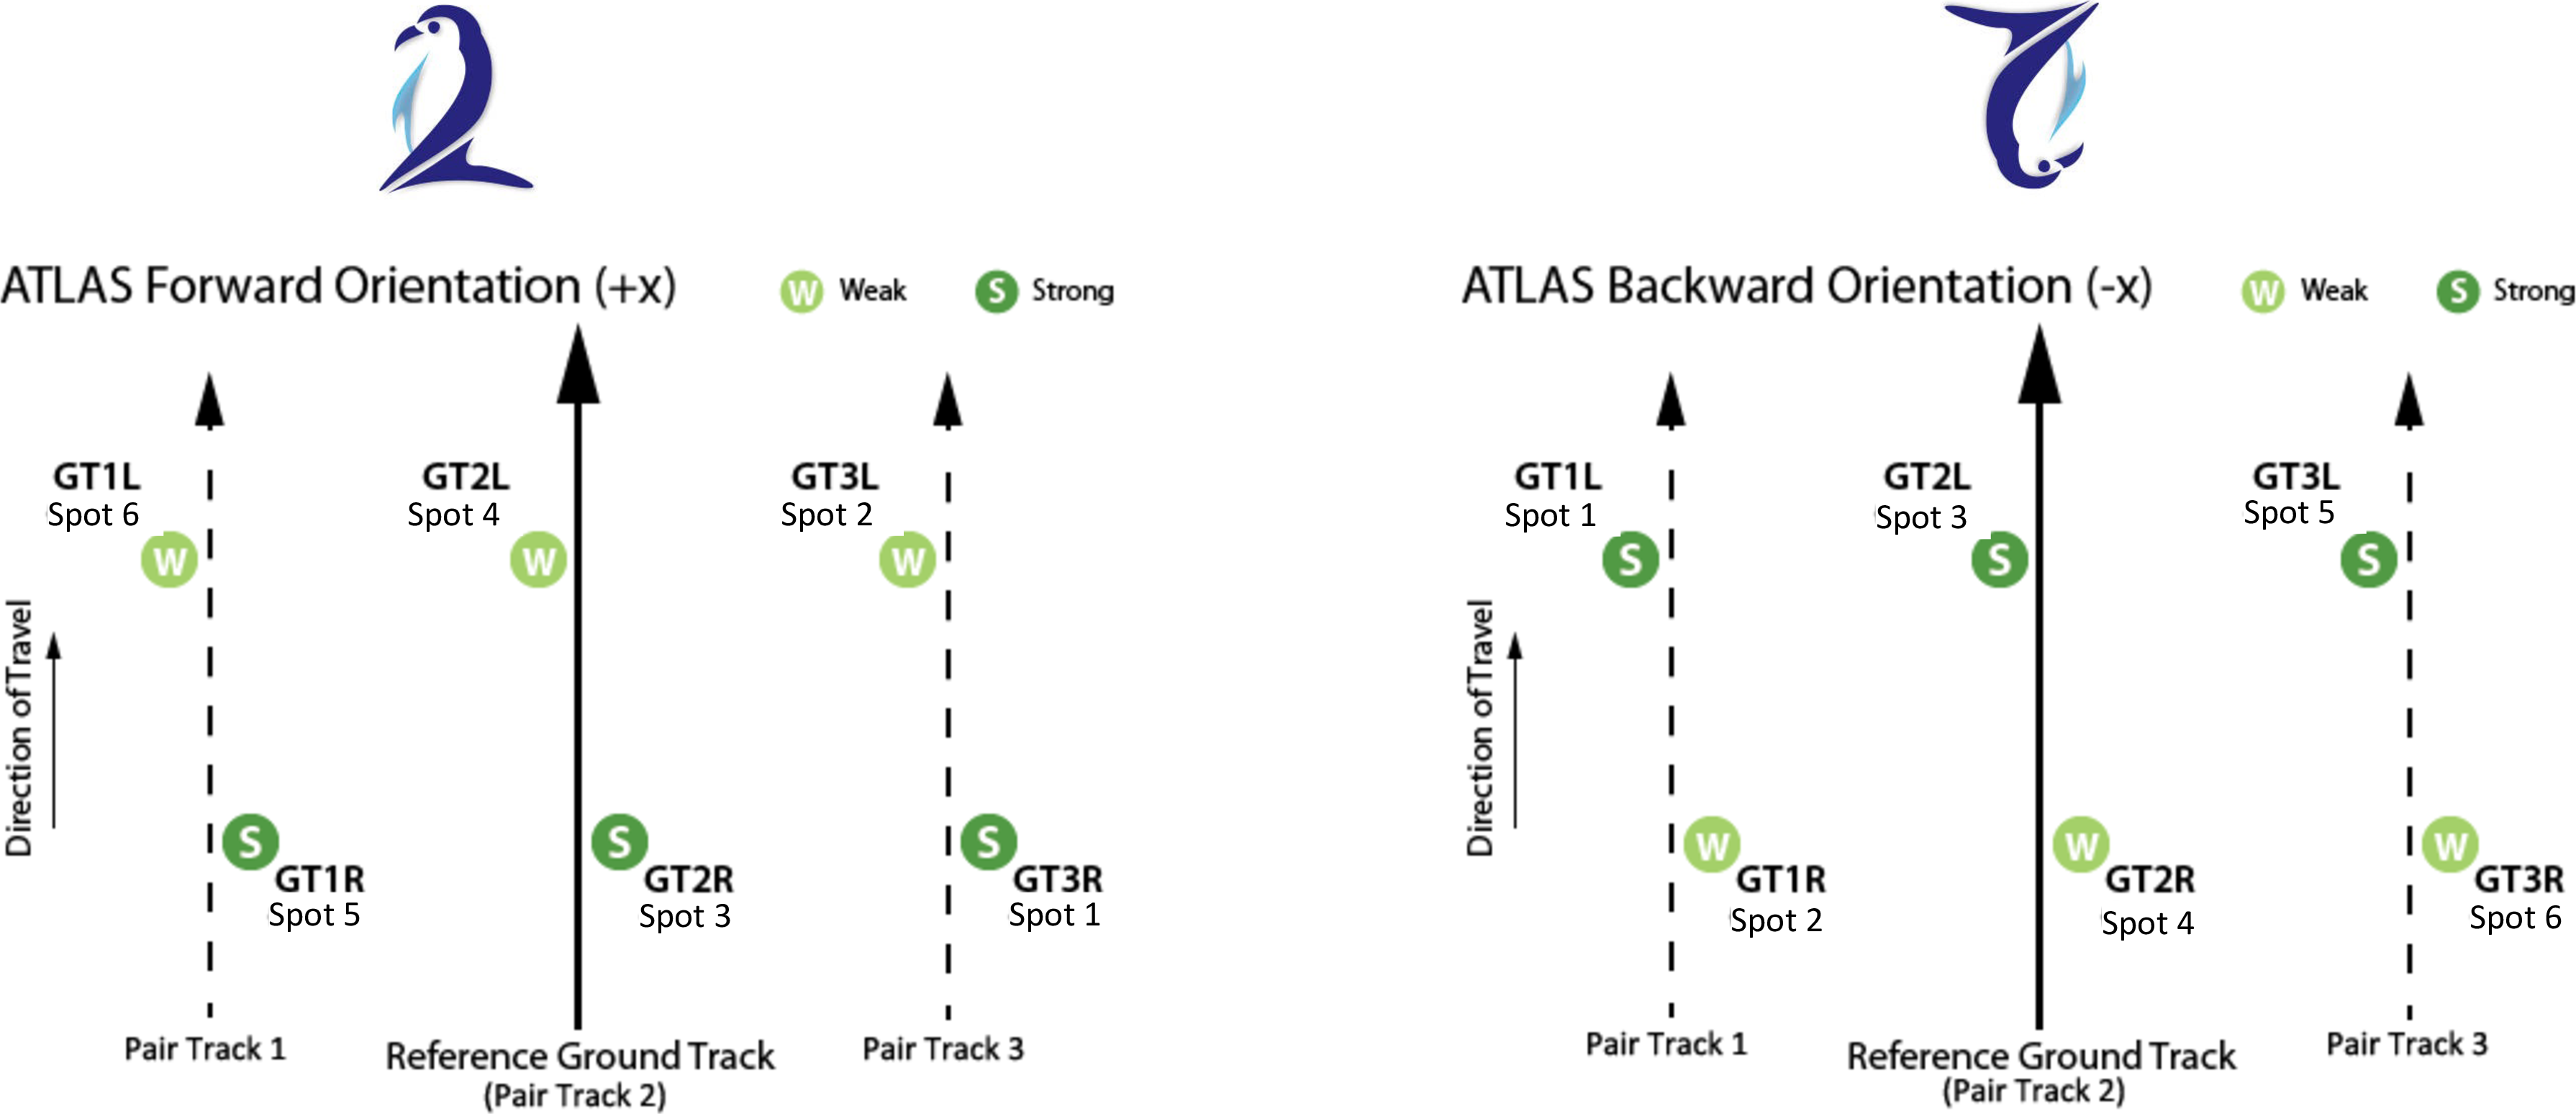 ATLAS Forward Orientation (+x)
W Weak
S Strong
GT1L
Spot 6
W
GT2L
Spot 4
W
GT3L
Spot 2
W
Direction of Travel
S
GT1R
Spot 5
S
GT2R
Spot 3
S
GT3R
Spot 1
Pair Track 1
Reference Ground Track
(Pair Track 2)
Pair Track 3
ATLAS Backward Orientation (-x)
W Weak
S Strong
GT1L
Spot 1
S
GT2L
Spot 3
S
GT3L
Spot 5
S
Direction of Travel
W
GT1R
Spot 2
W
GT2R
Spot 4
W
GT3R
Spot 6
Pair Track 1
Reference Ground Track
(Pair Track 2)
Pair Track 3